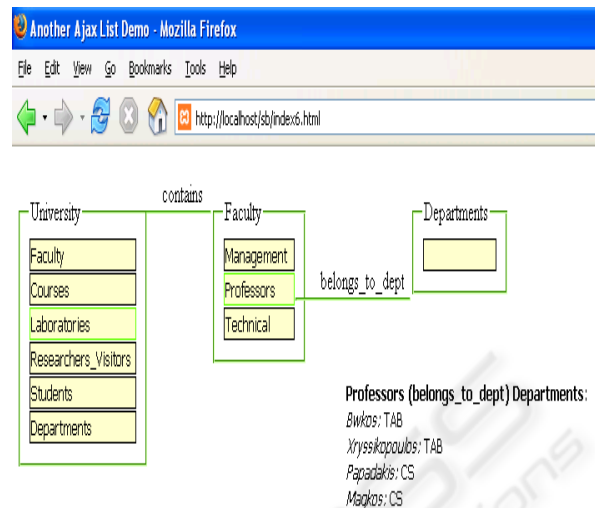 Another Ajax List Demo - Mozilla Firefox
File Edit View Go Bookmarks Tools Help
http://localhost/sb/index6.html
contains
University
Faculty
Courses
Laboratories
Researchers_Visitors
Students
Departments
Faculty
Management
Professors
Technical
belongs_to_dept
Departments
Professors (belongs_to_dept) Departments:
Bwkos: TAB
Xryssikopoulos: TAB
Papadakis: CS
Magkos: CS